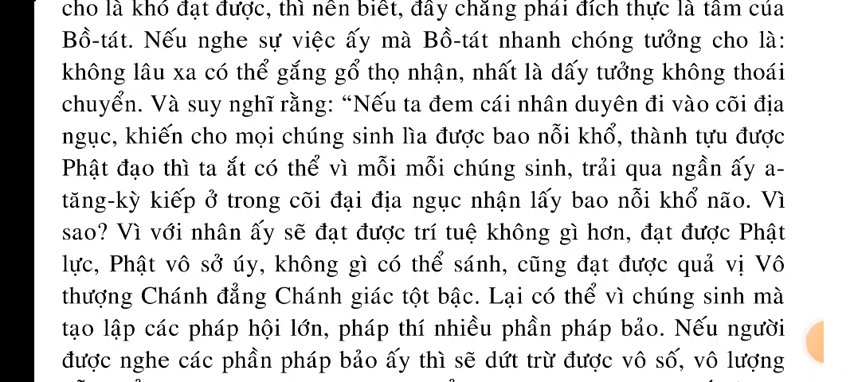 cho là khó đạt được, thì nên biết, đây chẳng phải đích thực là tâm của
Bồ-tát. Nếu nghe sự việc ấy mà Bồ-tát nhanh chóng tưởng cho là:
không lâu xa có thể gắng gổ thọ nhận, nhất là dấy tưởng không thoái
chuyển. Và suy nghĩ rằng: “Nếu ta đem cái nhân duyên đi vào cõi địa
ngục, khiến cho mọi chúng sinh lìa được bao nỗi khổ, thành tựu được
Phật đạo thì ta ắt có thể vì mỗi mỗi chúng sinh, trải qua ngần ấy a-
tăng-kỳ kiếp ở trong cõi đại địa ngục nhận lấy bao nỗi khổ não. Vì
sao? Vì với nhân ấy sẽ đạt được trí tuệ không gì hơn, đạt được Phật
lực, Phật vô sở úy, không gì có thể sánh, cũng đạt được quả vị Vô
thượng Chánh đẳng Chánh giác tột bậc. Lại có thể vì chúng sinh mà
tạo lập các pháp hội lớn, pháp thí nhiều phần pháp bảo. Nếu người
được nghe các phần pháp bảo ấy thì sẽ dứt trừ được vô số, vô lượng